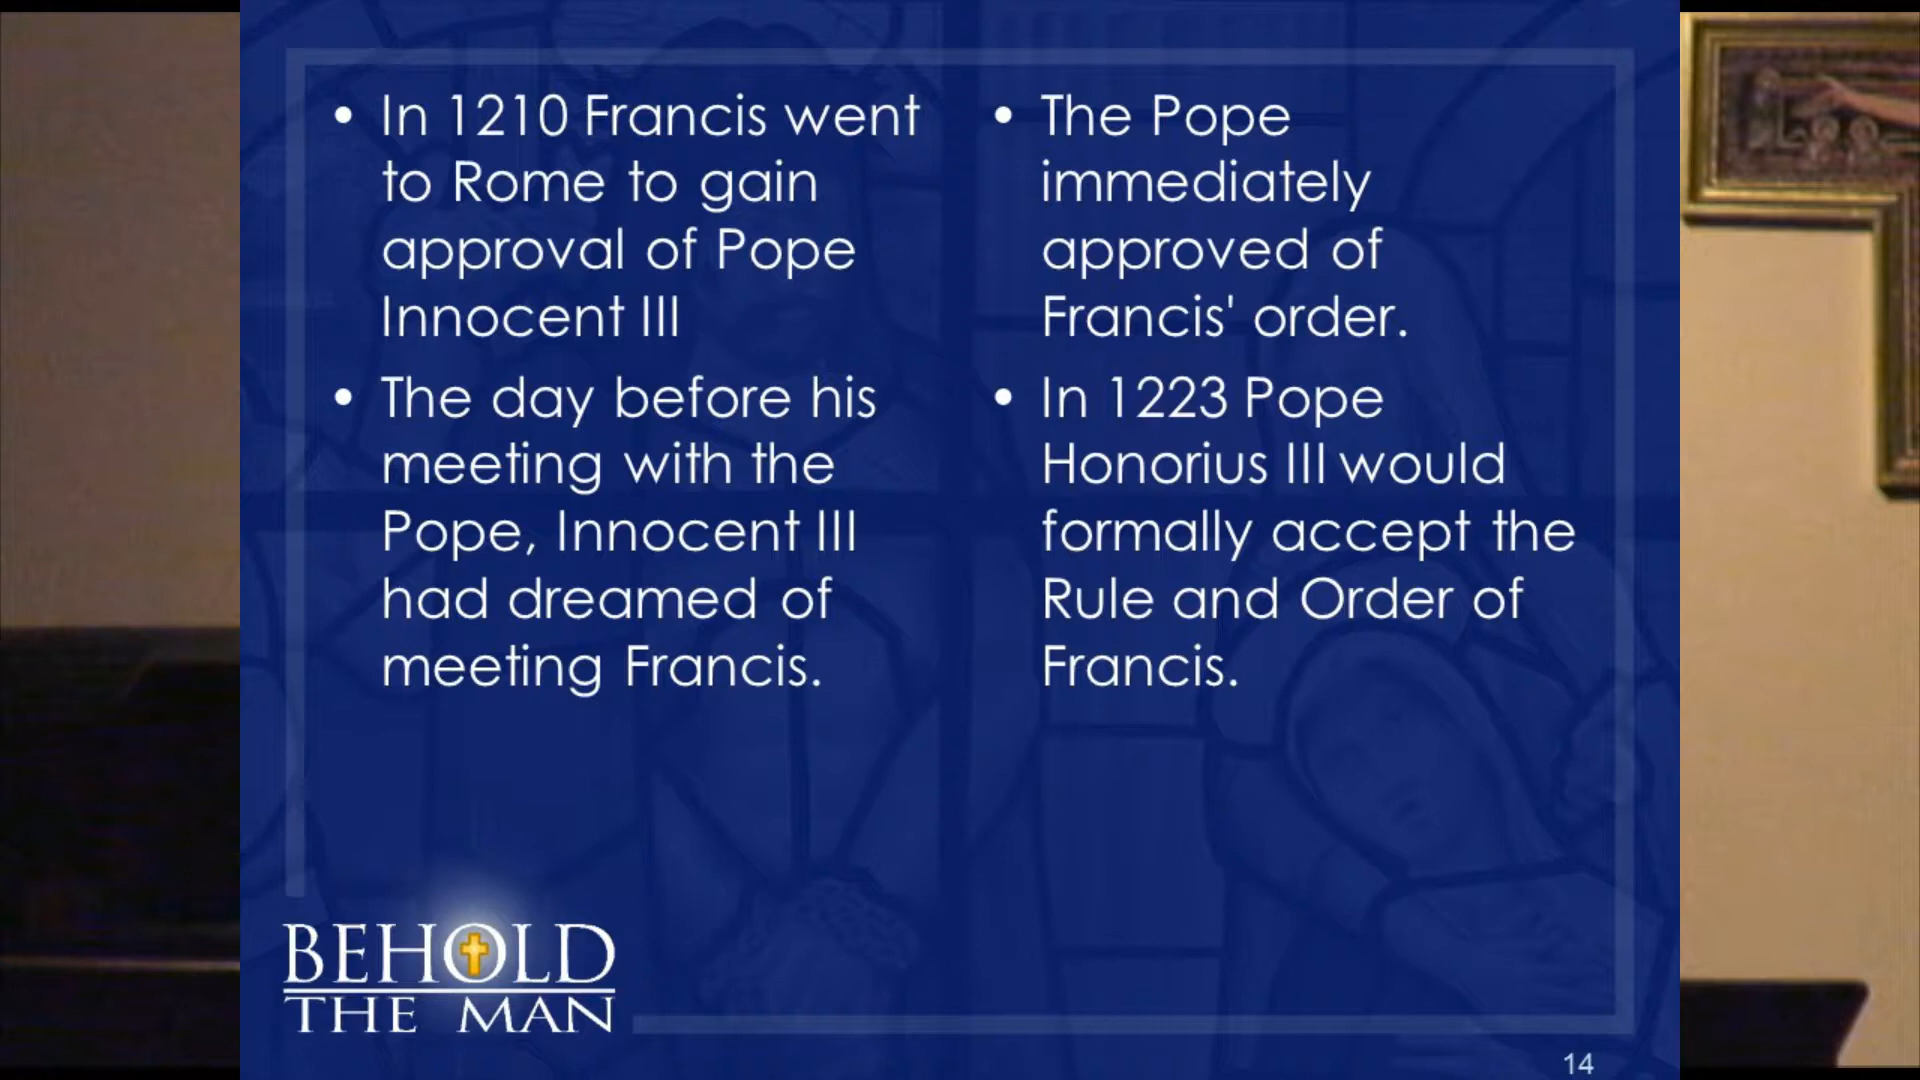 • In 1210 Francis went
to Rome to gain
approval of Pope
Innocent III
• The day before his
meeting with the
Pope, Innocent III
had dreamed of
meeting Francis.
• The Pope
immediately
approved of
Francis' order.
• In 1223 Pope
Honorius III would
formally accept the
Rule and Order of
Francis.
BEHOLD
THE MAN
14